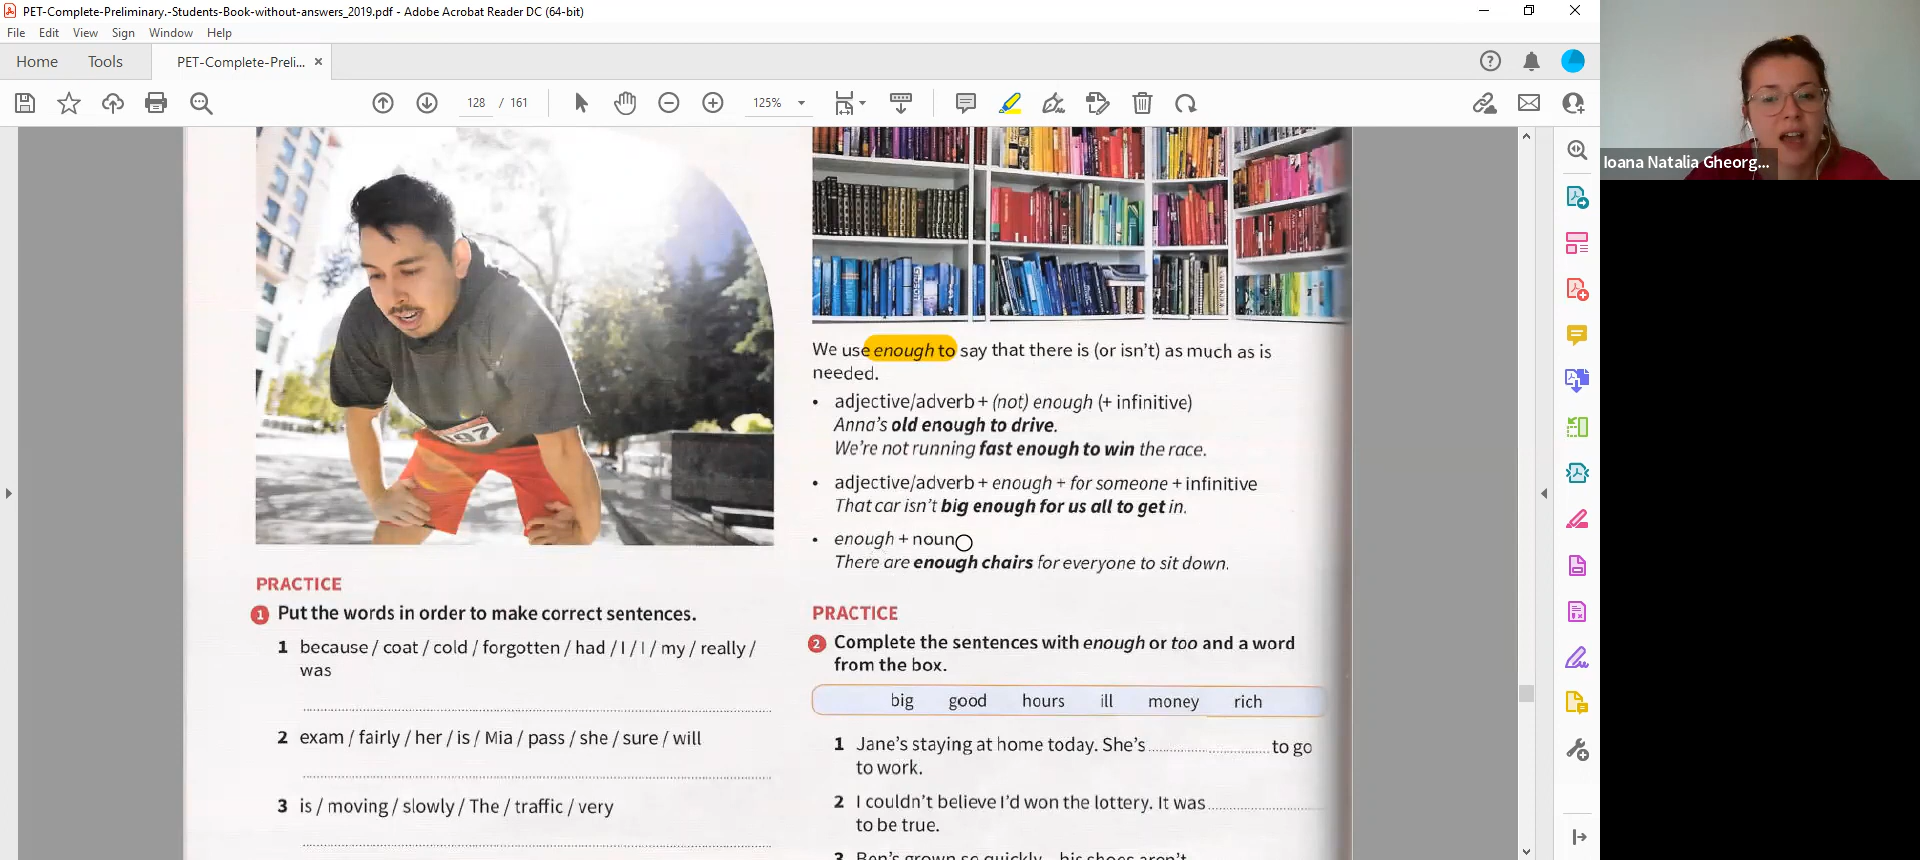 PET-Complete-Preliminary.-Students-Book-without-answers_2019.pdf - Adobe Acrobat Reader DC (64-bit)
File Edit View Sign Window Help
Home Tools PET-Complete-Preli... ×
128 / 161 125%
Ioana Natalia Gheorg...
197
PRACTICE
1 Put the words in order to make correct sentences.
1 because / coat / cold / forgotten / had / I / I / my / really /
was
2 exam / fairly / her / is / Mia / pass / she / sure / will
3 is / moving / slowly / The / traffic / very
We use enough to say that there is (or isn't) as much as is
needed.
• adjective/adverb + (not) enough (+ infinitive)
Anna's old enough to drive.
We're not running fast enough to win the race.
• adjective/adverb + enough + for someone + infinitive
That car isn't big enough for us all to get in.
• enough + noun
There are enough chairs for everyone to sit down.
PRACTICE
2 Complete the sentences with enough or too and a word
from the box.
big good hours ill money rich
1 Jane's staying at home today. She's .............................. to go
to work.
2 I couldn't believe I'd won the lottery. It was ..............................
to be true.
3 Ben's grown so quickly – his shoes aren't